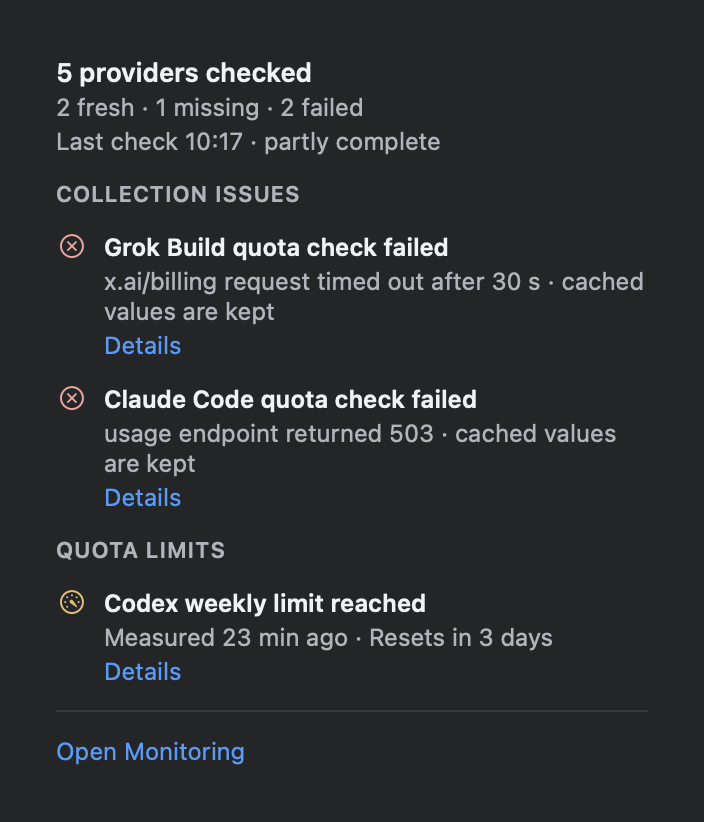 5 providers checked
2 fresh · 1 missing · 2 failed
Last check 10:17 · partly complete
COLLECTION ISSUES
Grok Build quota check failed
x.ai/billing request timed out after 30 s · cached
values are kept
Details
Claude Code quota check failed
usage endpoint returned 503 · cached values
are kept
Details
QUOTA LIMITS
Codex weekly limit reached
Measured 23 min ago · Resets in 3 days
Details
Open Monitoring